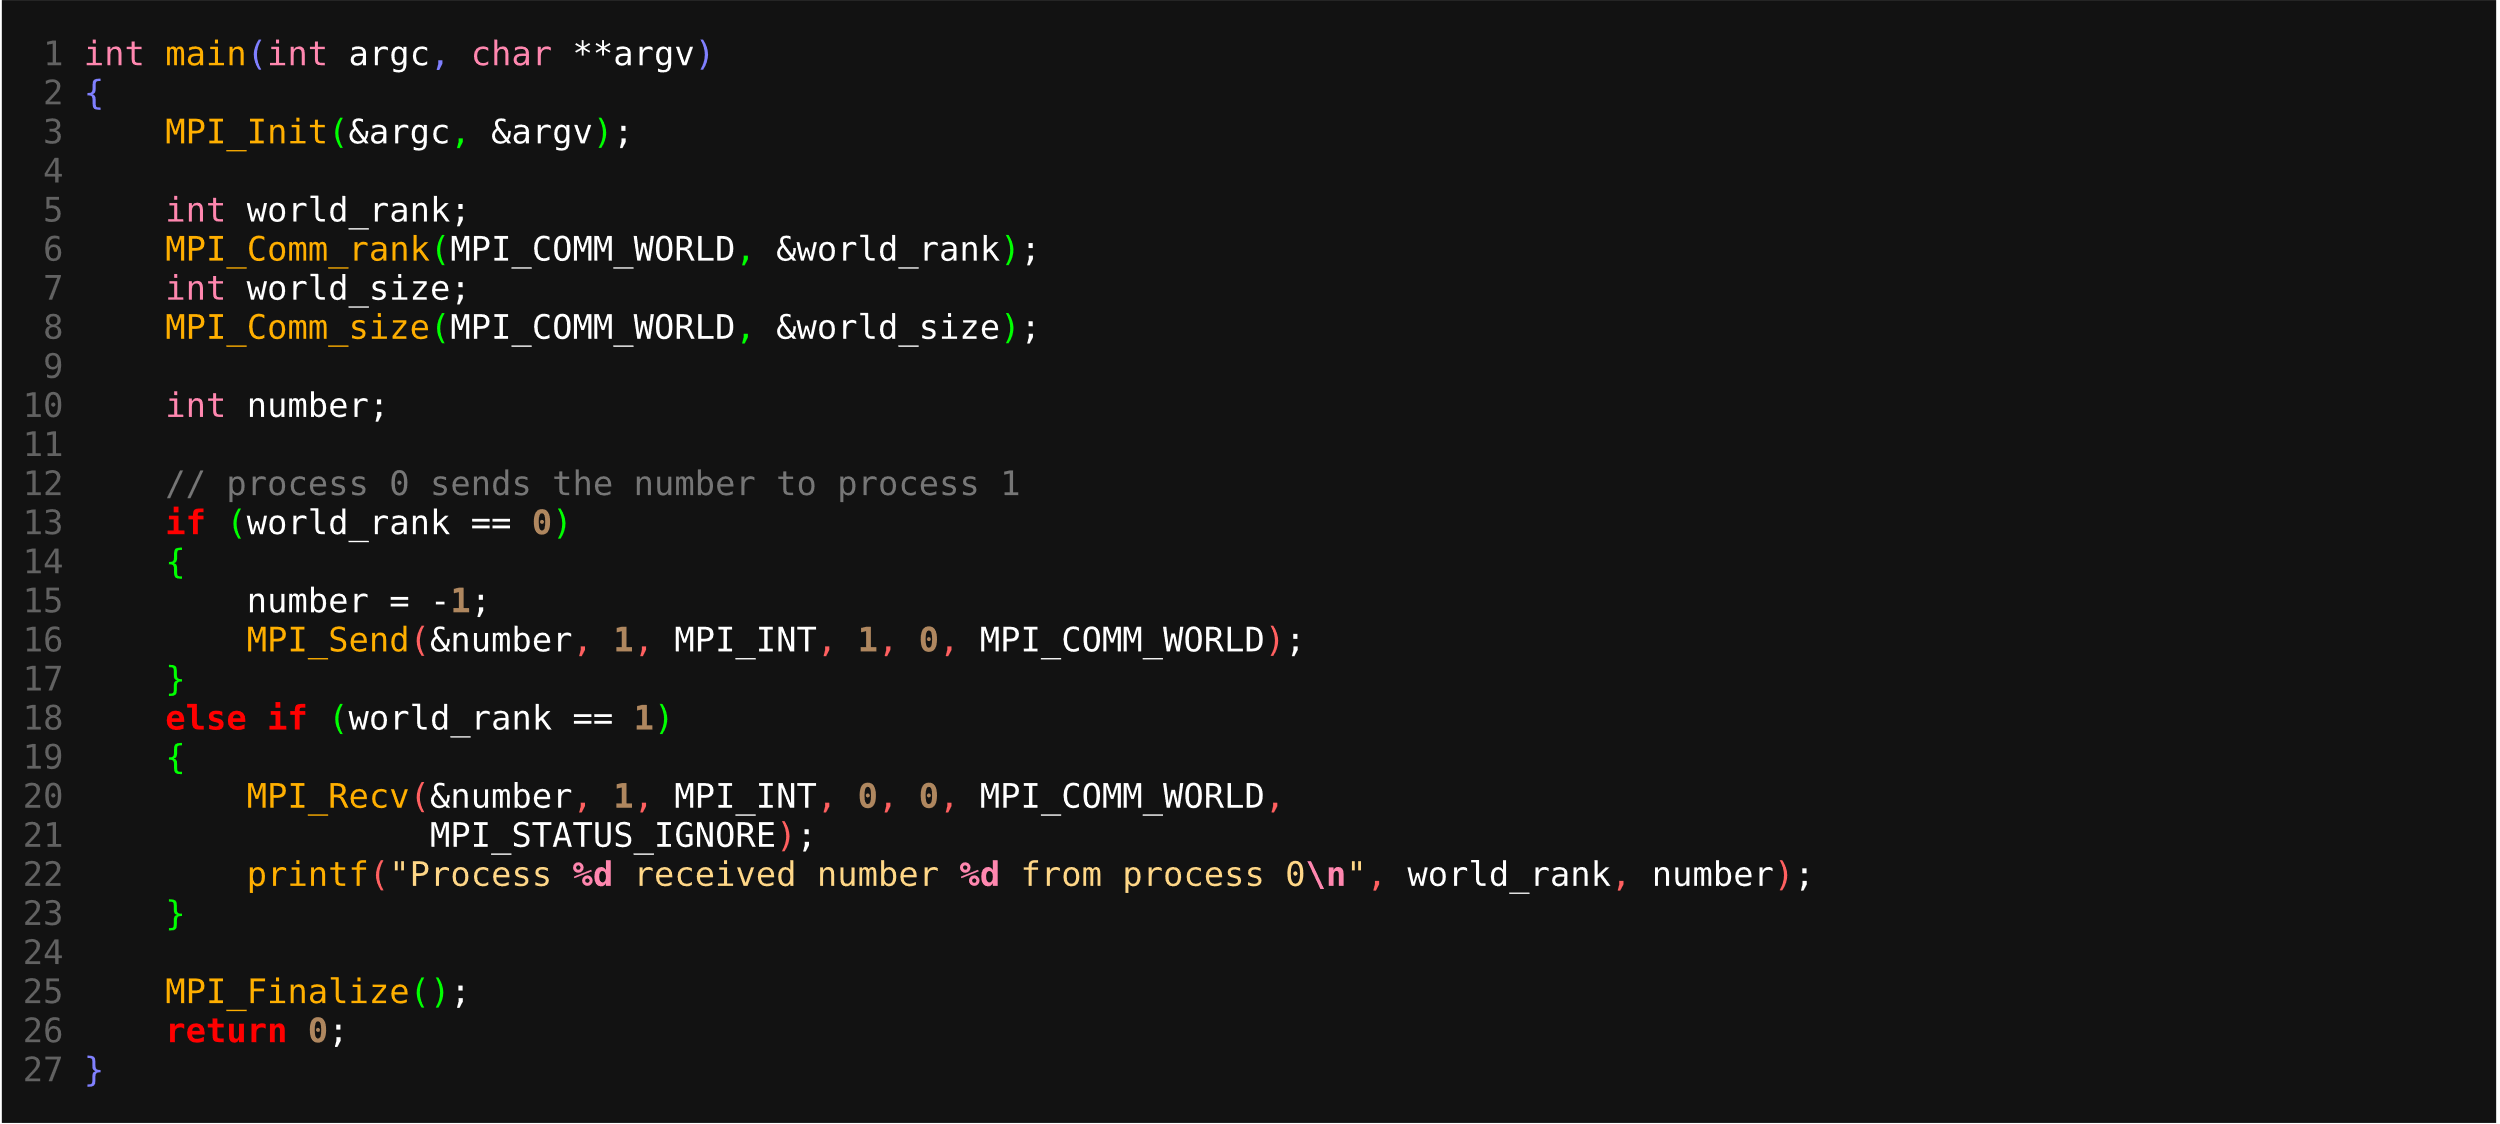 1 int main(int argc, char **argv)
2 {
3 MPI_Init(&argc, &argv);
4
5 int world_rank;
6 MPI_Comm_rank(MPI_COMM_WORLD, &world_rank);
7 int world_size;
8 MPI_Comm_size(MPI_COMM_WORLD, &world_size);
9
10 int number;
11
12 // process 0 sends the number to process 1
13 if (world_rank == 0)
14 {
15 number = -1;
16 MPI_Send(&number, 1, MPI_INT, 1, 0, MPI_COMM_WORLD);
17 }
18 else if (world_rank == 1)
19 {
20 MPI_Recv(&number, 1, MPI_INT, 0, 0, MPI_COMM_WORLD,
21 MPI_STATUS_IGNORE);
22 printf("Process %d received number %d from process 0\n", world_rank, number);
23 }
24
25 MPI_Finalize();
26 return 0;
27 }